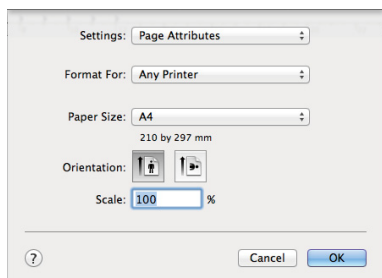 Settings: Page Attributes
Format For: Any Printer
Paper Size: A4
210 by 297 mm
Orientation:
Scale: 100 %
? Cancel OK